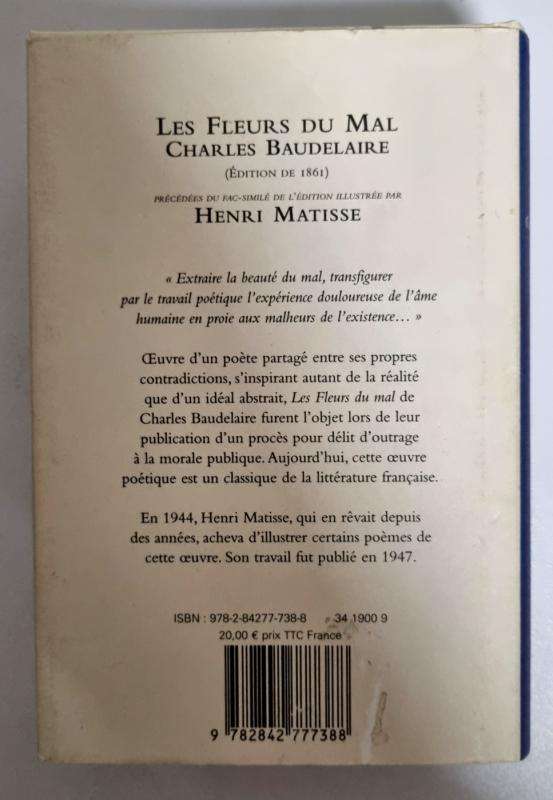 LES FLEURS DU MAL
CHARLES BAUDELAIRE
(ÉDITION DE 1861)
PRÉCÉDÉES DU FAC-SIMILÉ DE L'ÉDITION ILLUSTRÉE PAR
HENRI MATISSE
« Extraire la beauté du mal, transfigurer
par le travail poétique l'expérience douloureuse de l'âme
humaine en proie aux malheurs de l'existence… »
Œuvre d'un poète partagé entre ses propres
contradictions, s'inspirant autant de la réalité
que d'un idéal abstrait, Les Fleurs du mal de
Charles Baudelaire furent l'objet lors de leur
publication d'un procès pour délit d'outrage
à la morale publique. Aujourd'hui, cette œuvre
poétique est un classique de la littérature française.
En 1944, Henri Matisse, qui en rêvait depuis
des années, acheva d'illustrer certains poèmes de
cette œuvre. Son travail fut publié en 1947.
ISBN : 978-2-84277-738-8 34 1900 9
20,00 € prix TTC France
9 782842 777388